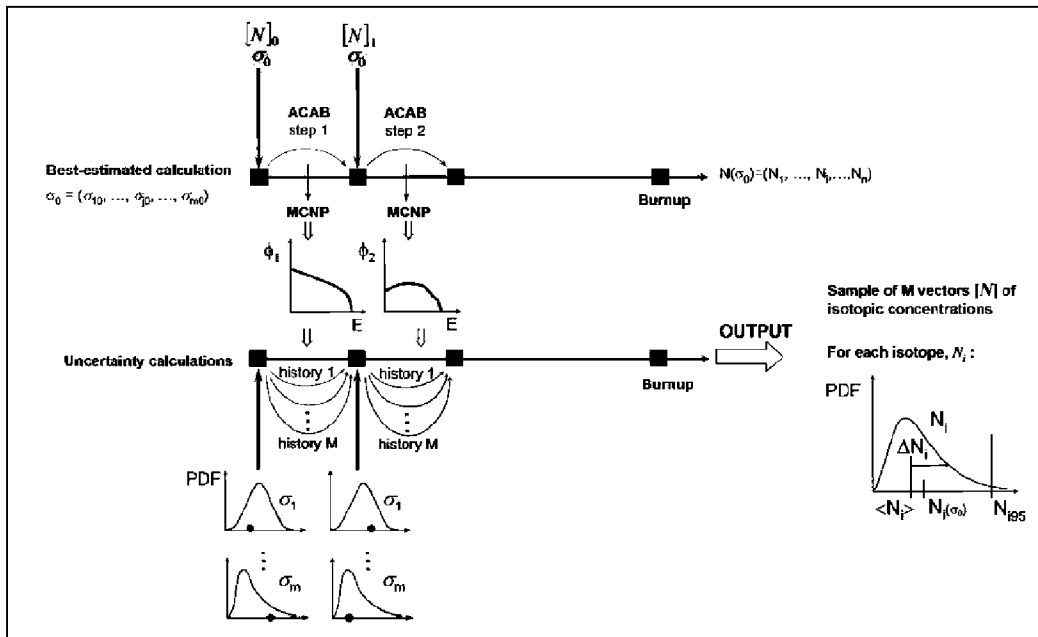 [N]₀
σ₀
[N]₁
σ₀
ACAB
step 1
ACAB
step 2
Best-estimated calculation
σ₀ = (σ₁₀, ..., σⱼ₀, ..., σₘ₀)
N(σ₀)=(N₁, ..., Nᵢ,...,Nₙ)
Burnup
MCNP
MCNP
ϕ₁
E
ϕ₂
E
Uncertainty calculations
history 1
history M
history 1
history M
Burnup
OUTPUT
Sample of M vectors [N] of
isotopic concentrations
For each isotope, Nᵢ :
PDF
Nᵢ
ΔNᵢ
<Nᵢ>
Nᵢ(σ₀)
Nᵢ₉₅
PDF
σ₁
σ₁
σₘ
σₘ